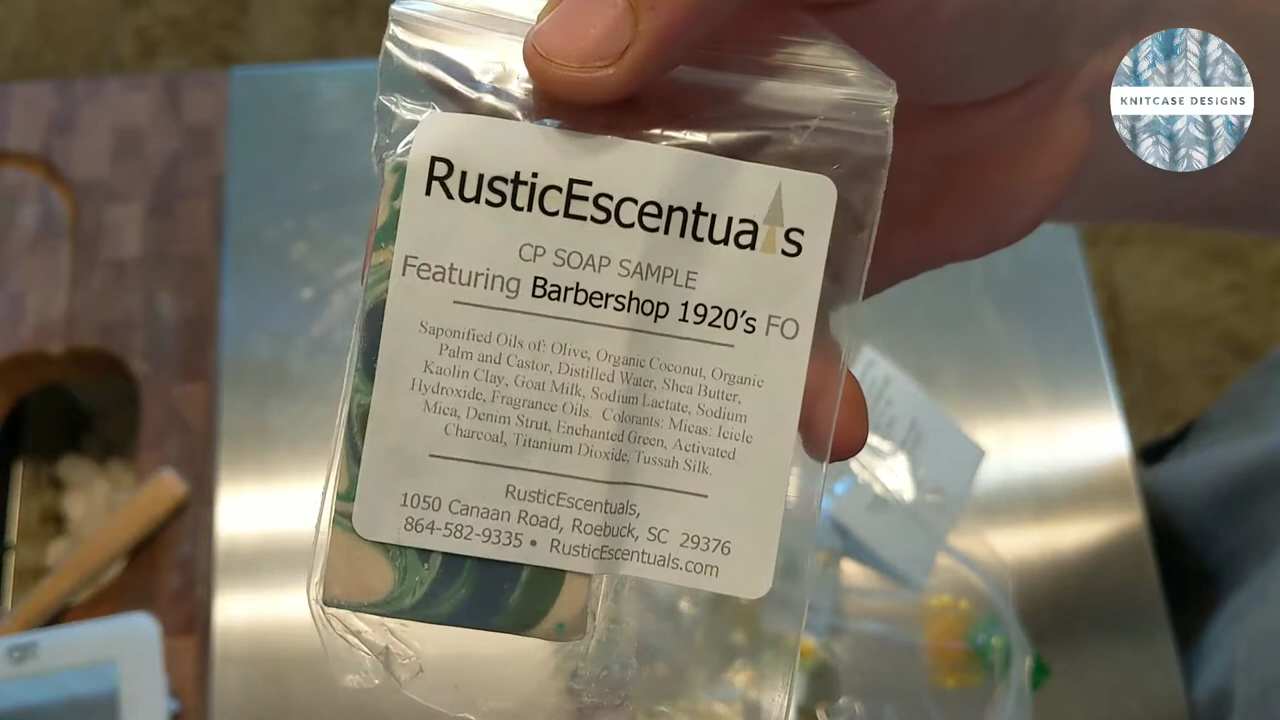 KNITCASE DESIGNS
RusticEscentuals
CP SOAP SAMPLE
Featuring Barbershop 1920's FO
Saponified Oils of: Olive, Organic Coconut, Organic
Palm and Castor, Distilled Water, Shea Butter,
Kaolin Clay, Goat Milk, Sodium Lactate, Sodium
Hydroxide, Fragrance Oils. Colorants: Micas: Icicle
Mica, Denim Strut, Enchanted Green, Activated
Charcoal, Titanium Dioxide, Tussah Silk.
RusticEscentuals,
1050 Canaan Road, Roebuck, SC 29376
864-582-9335 • RusticEscentuals.com